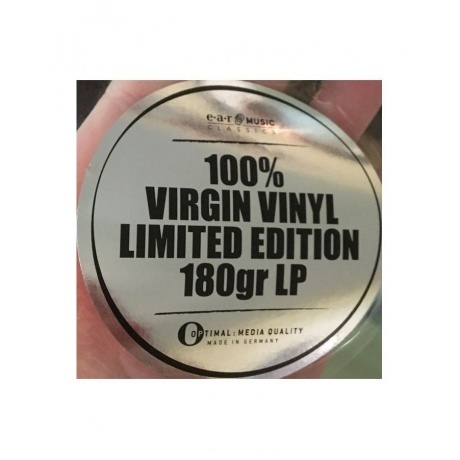 e·a·r MUSIC
CLASSICS
100%
VIRGIN VINYL
LIMITED EDITION
180gr LP
OPTIMAL : MEDIA QUALITY
MADE IN GERMANY